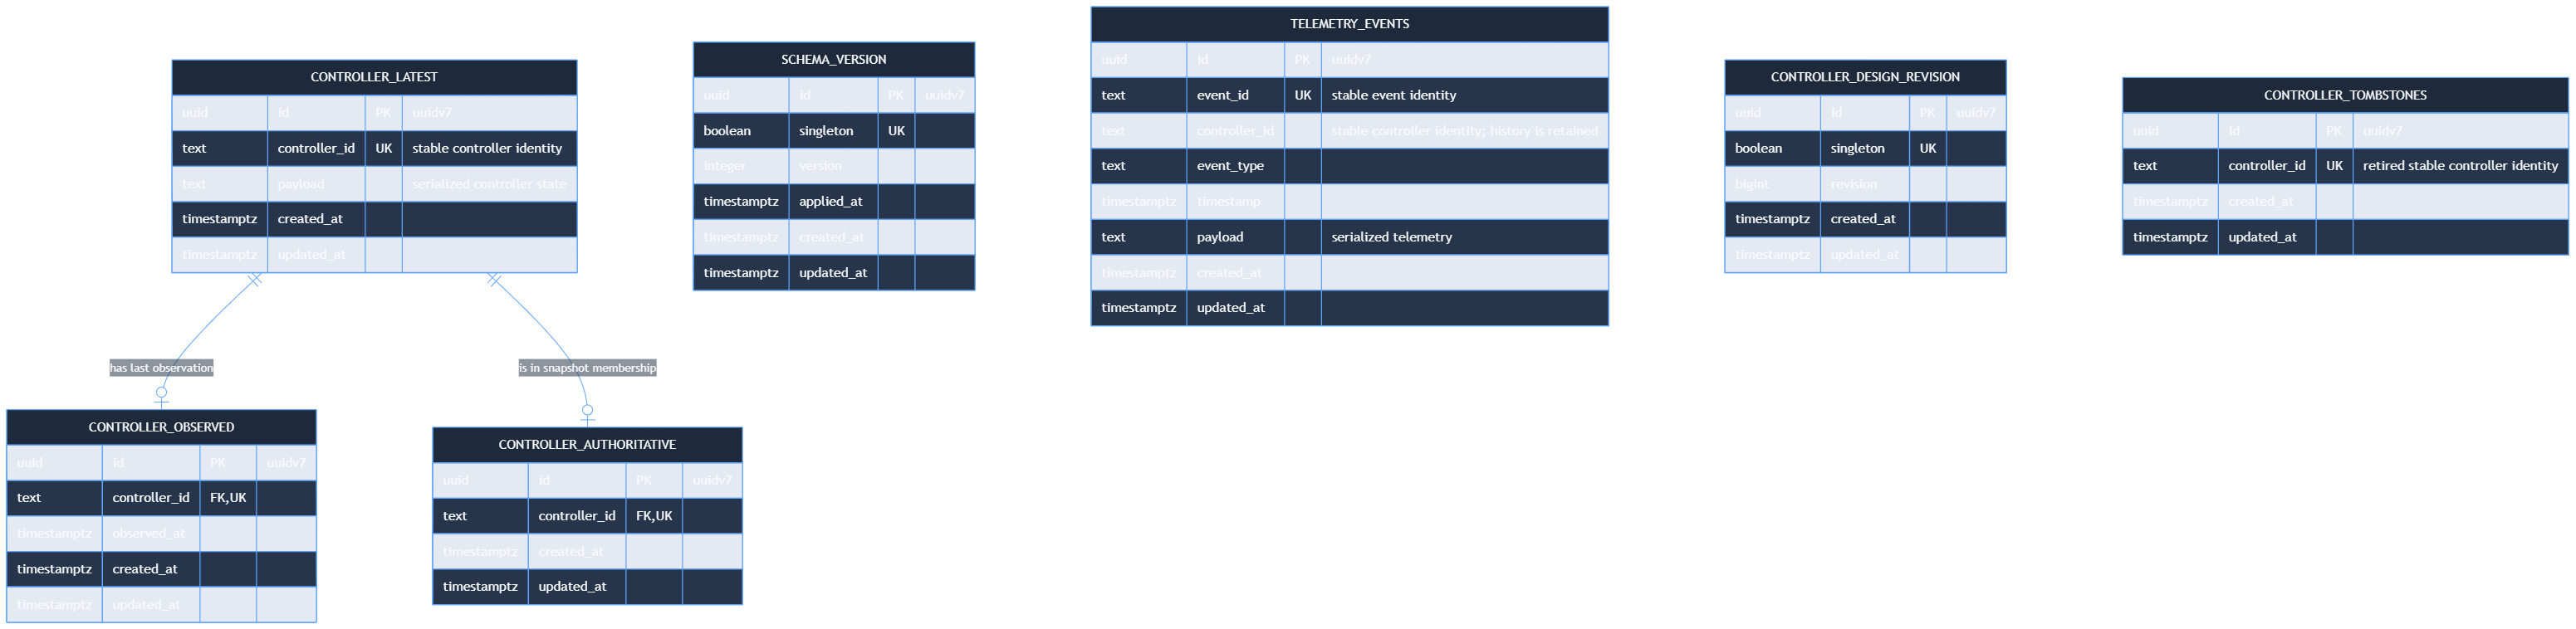 CONTROLLER_LATEST
uuid id PK uuidv7
text controller_id UK stable controller identity
text payload serialized controller state
timestamptz created_at
timestamptz updated_at
SCHEMA_VERSION
uuid id PK uuidv7
boolean singleton UK
integer version
timestamptz applied_at
timestamptz created_at
timestamptz updated_at
TELEMETRY_EVENTS
uuid id PK uuidv7
text event_id UK stable event identity
text controller_id stable controller identity; history is retained
text event_type
timestamptz timestamp
text payload serialized telemetry
timestamptz created_at
timestamptz updated_at
CONTROLLER_DESIGN_REVISION
uuid id PK uuidv7
boolean singleton UK
bigint revision
timestamptz created_at
timestamptz updated_at
CONTROLLER_TOMBSTONES
uuid id PK uuidv7
text controller_id UK retired stable controller identity
timestamptz created_at
timestamptz updated_at
has last observation
is in snapshot membership
CONTROLLER_OBSERVED
uuid id PK uuidv7
text controller_id FK,UK
timestamptz observed_at
timestamptz created_at
timestamptz updated_at
CONTROLLER_AUTHORITATIVE
uuid id PK uuidv7
text controller_id FK,UK
timestamptz created_at
timestamptz updated_at